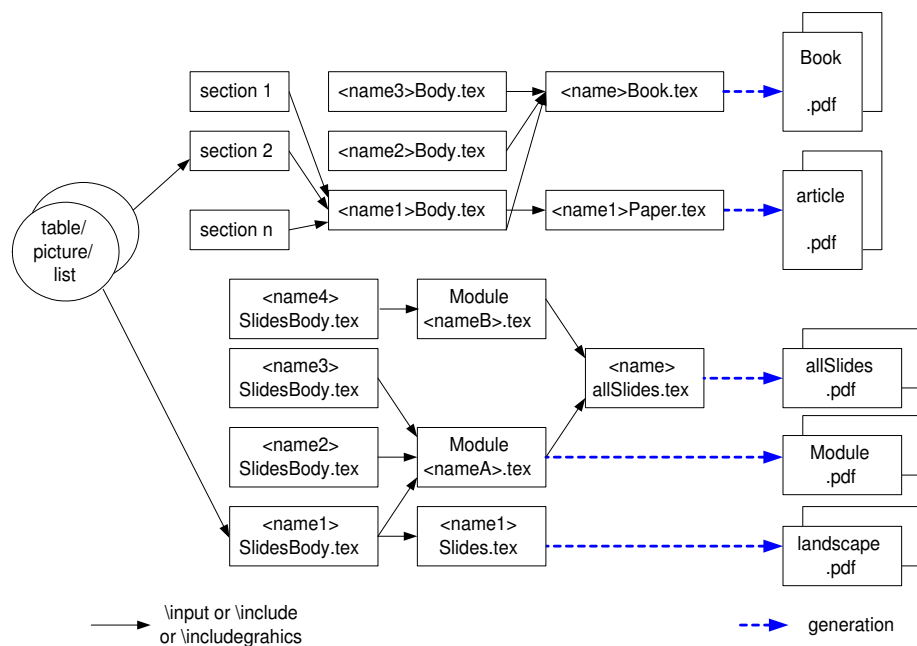 Book
.pdf
section 1
<name3>Body.tex
<name>Book.tex
section 2
<name2>Body.tex
<name1>Body.tex
<name1>Paper.tex
article
.pdf
section n
table/
picture/
list
<name4>
SlidesBody.tex
Module
<nameB>.tex
<name3>
SlidesBody.tex
<name>
allSlides.tex
allSlides
.pdf
<name2>
SlidesBody.tex
Module
<nameA>.tex
Module
.pdf
<name1>
SlidesBody.tex
<name1>
Slides.tex
landscape
.pdf
\input or \include
or \includegrahics
generation